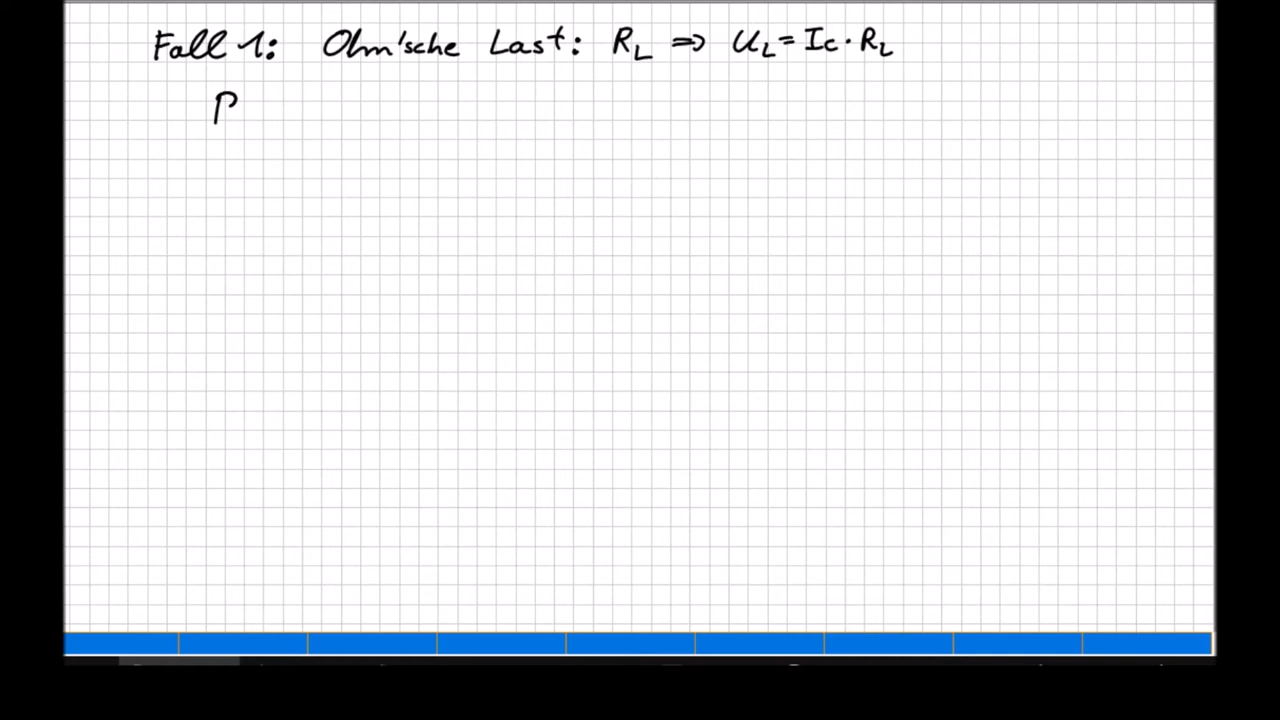 Fall 1: Ohm'sche Last: R_L ⇒ U_L = I_C · R_L
P